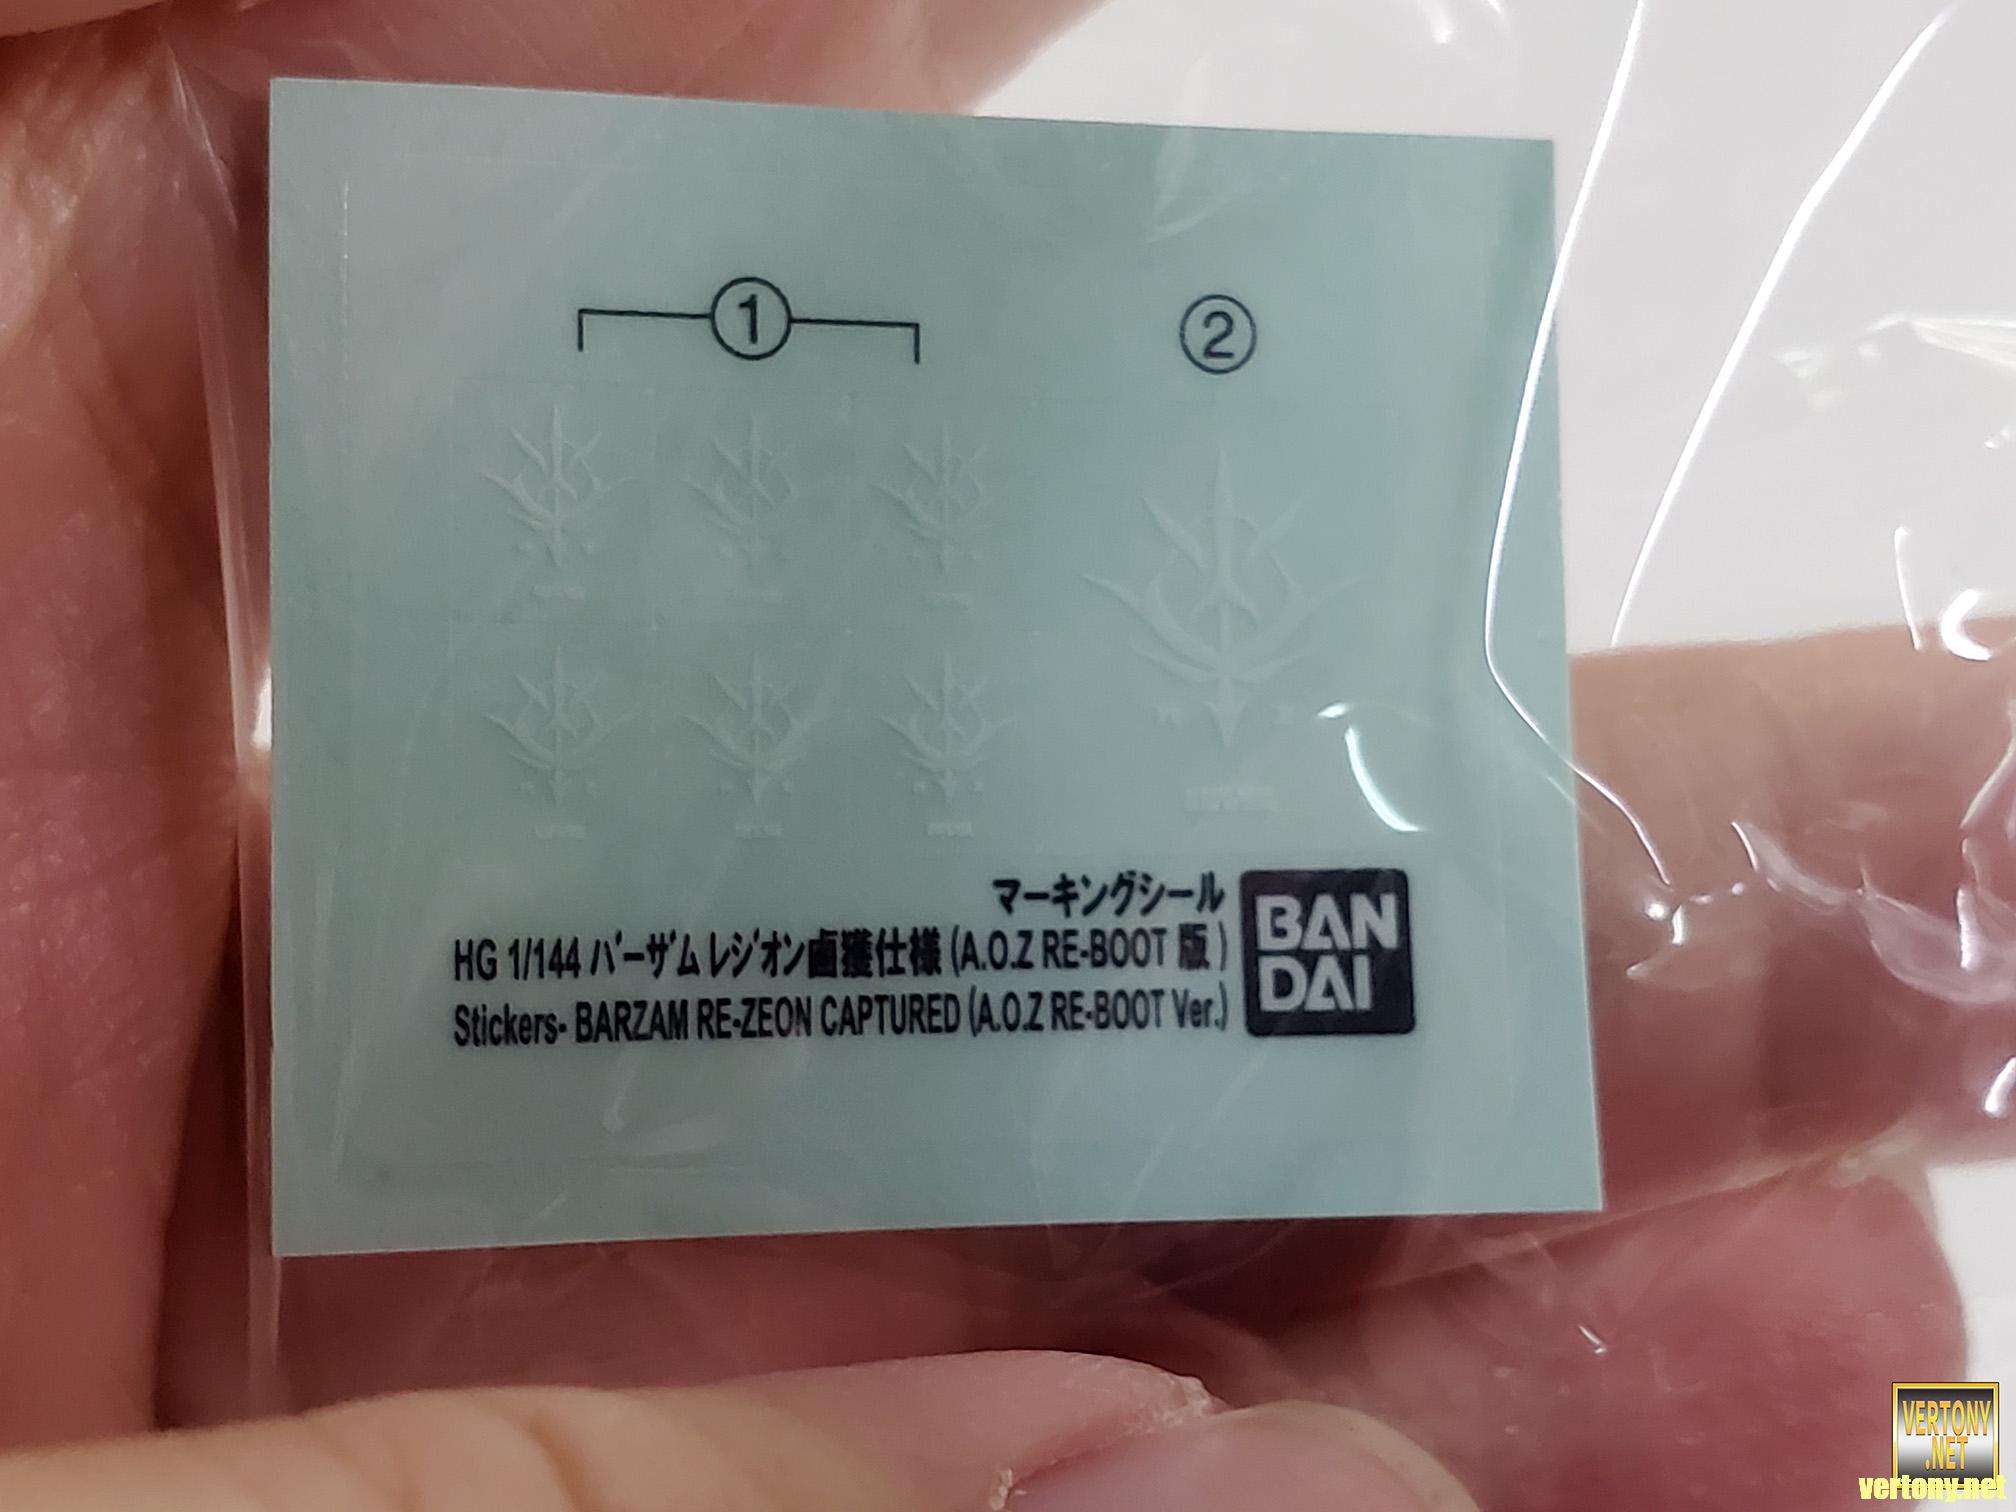 ① ②
マーキングシール
HG 1/144 バーザム レジオン鹵獲仕様 (A.O.Z RE-BOOT 版)
Stickers- BARZAM RE-ZEON CAPTURED (A.O.Z RE-BOOT Ver.)
BAN
DAI
VERTONY
.NET
vertony.net